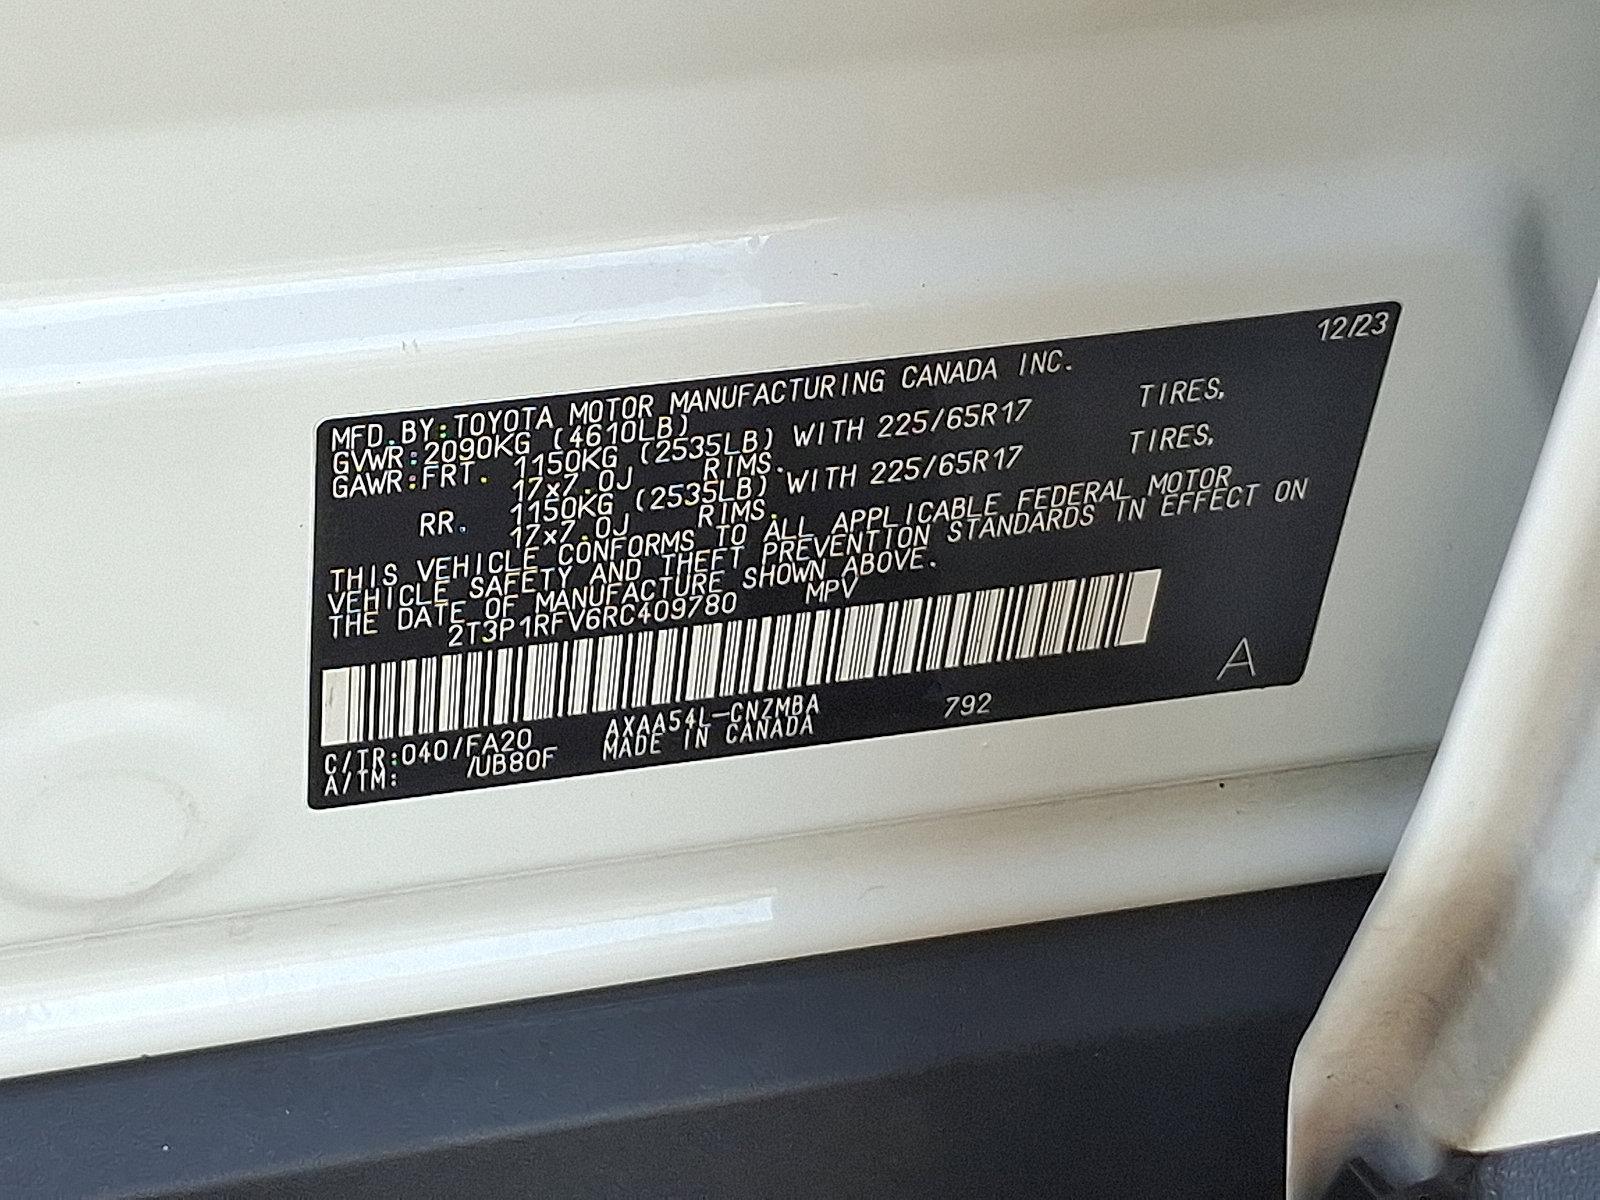 12/23
MFD.BY:TOYOTA MOTOR MANUFACTURING CANADA INC.
GVWR:2090KG (4610LB)
GAWR:FRT. 1150KG (2535LB) WITH 225/65R17 TIRES,
17x7.0J RIMS.
RR. 1150KG (2535LB) WITH 225/65R17 TIRES,
17x7.0J RIMS.
THIS VEHICLE CONFORMS TO ALL APPLICABLE FEDERAL MOTOR
VEHICLE SAFETY AND THEFT PREVENTION STANDARDS IN EFFECT ON
THE DATE OF MANUFACTURE SHOWN ABOVE.
2T3P1RFV6RC409780 MPV
A
C/TR:040/FA20 AXAA54L-CNZMBA 792
A/TM: /UB80F MADE IN CANADA